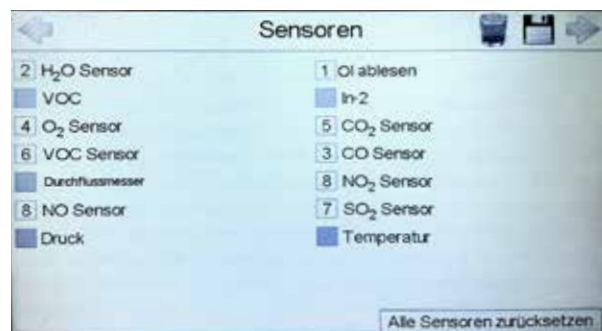 Sensoren
2 H₂O Sensor
VOC
4 O₂ Sensor
6 VOC Sensor
Durchflussmesser
8 NO Sensor
Druck
1 Öl ablesen
In-2
5 CO₂ Sensor
3 CO Sensor
8 NO₂ Sensor
7 SO₂ Sensor
Temperatur
Alle Sensoren zurücksetzen